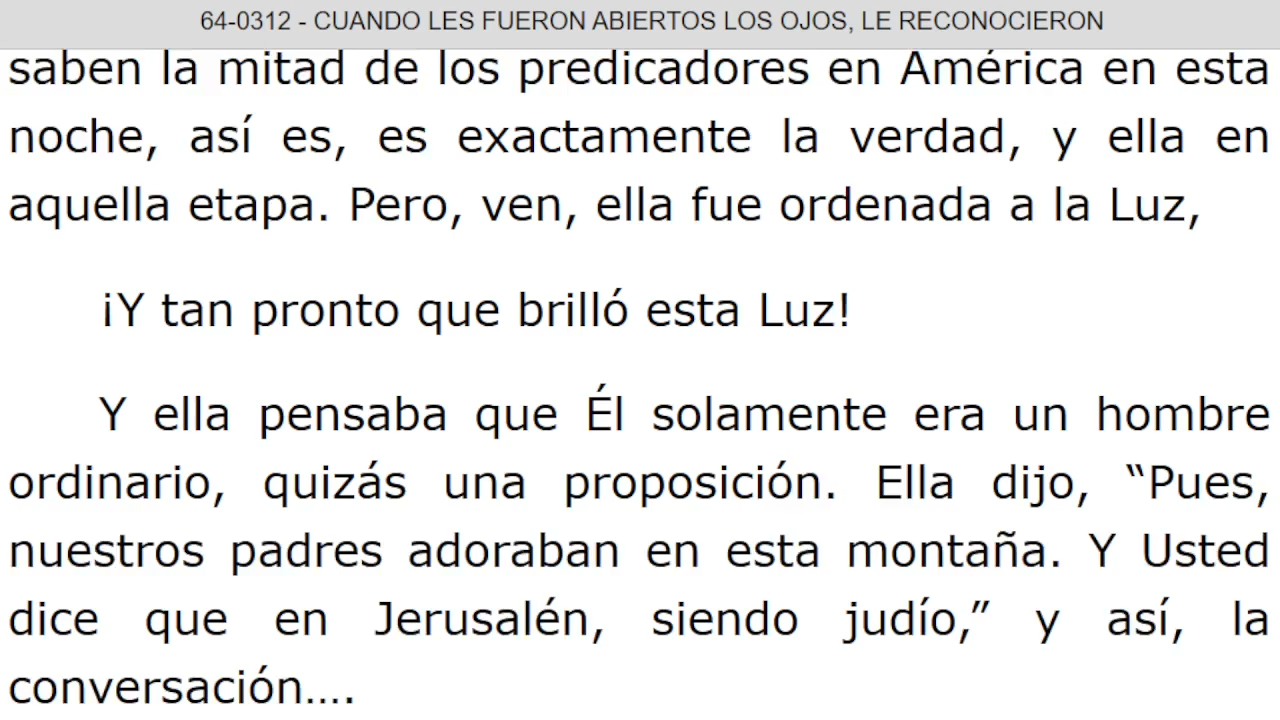 64-0312 - CUANDO LES FUERON ABIERTOS LOS OJOS, LE RECONOCIERON
saben la mitad de los predicadores en América en esta
noche, así es, es exactamente la verdad, y ella en
aquella etapa. Pero, ven, ella fue ordenada a la Luz,
¡Y tan pronto que brilló esta Luz!
Y ella pensaba que Él solamente era un hombre
ordinario, quizás una proposición. Ella dijo, “Pues,
nuestros padres adoraban en esta montaña. Y Usted
dice que en Jerusalén, siendo judío,” y así, la
conversación….